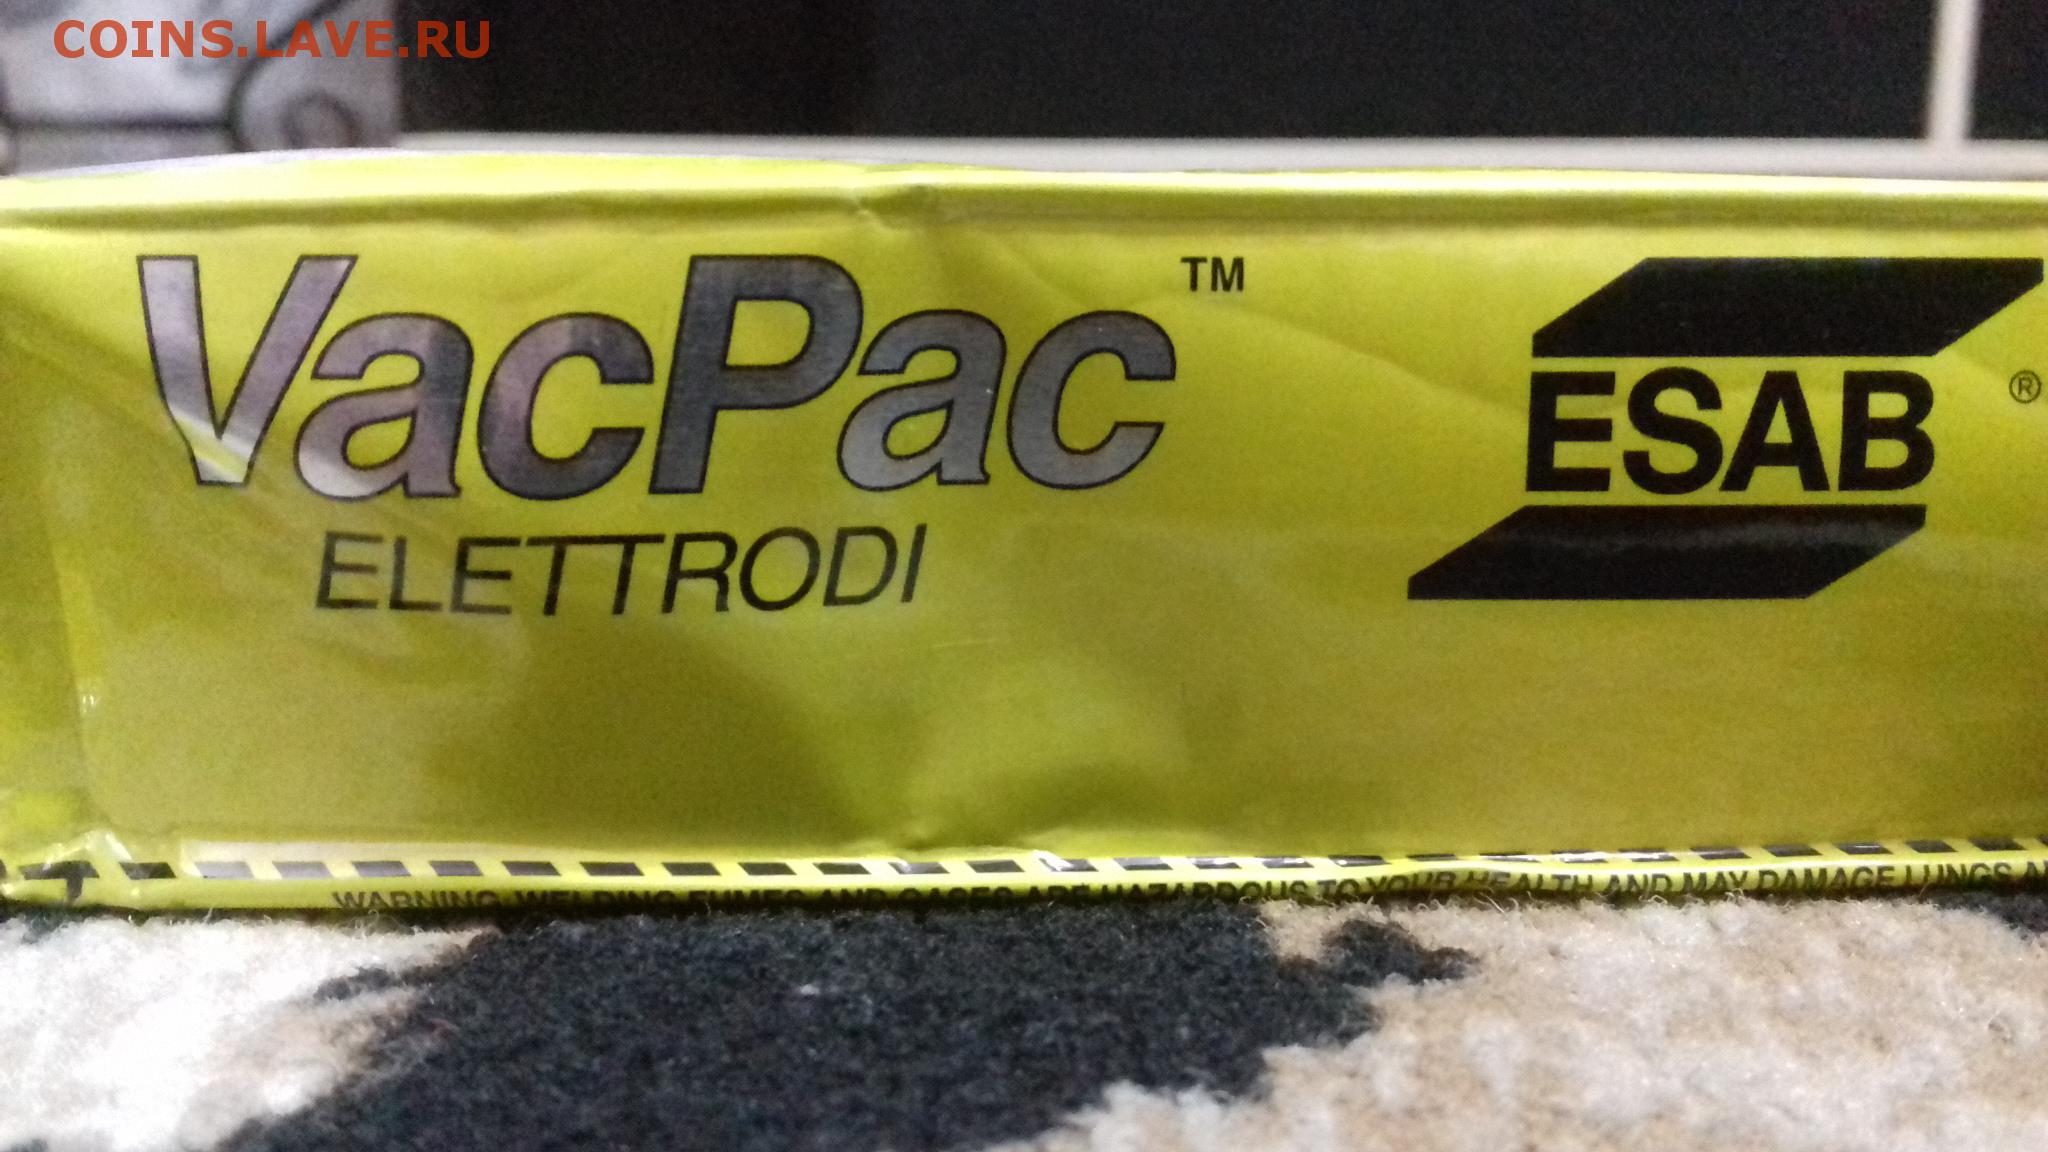 COINS.LAVE.RU
VacPac™
ESAB®
ELETTRODI
WARNING WELDING FUMES AND GASES ARE HAZARDOUS TO YOUR HEALTH AND MAY DAMAGE LUNGS